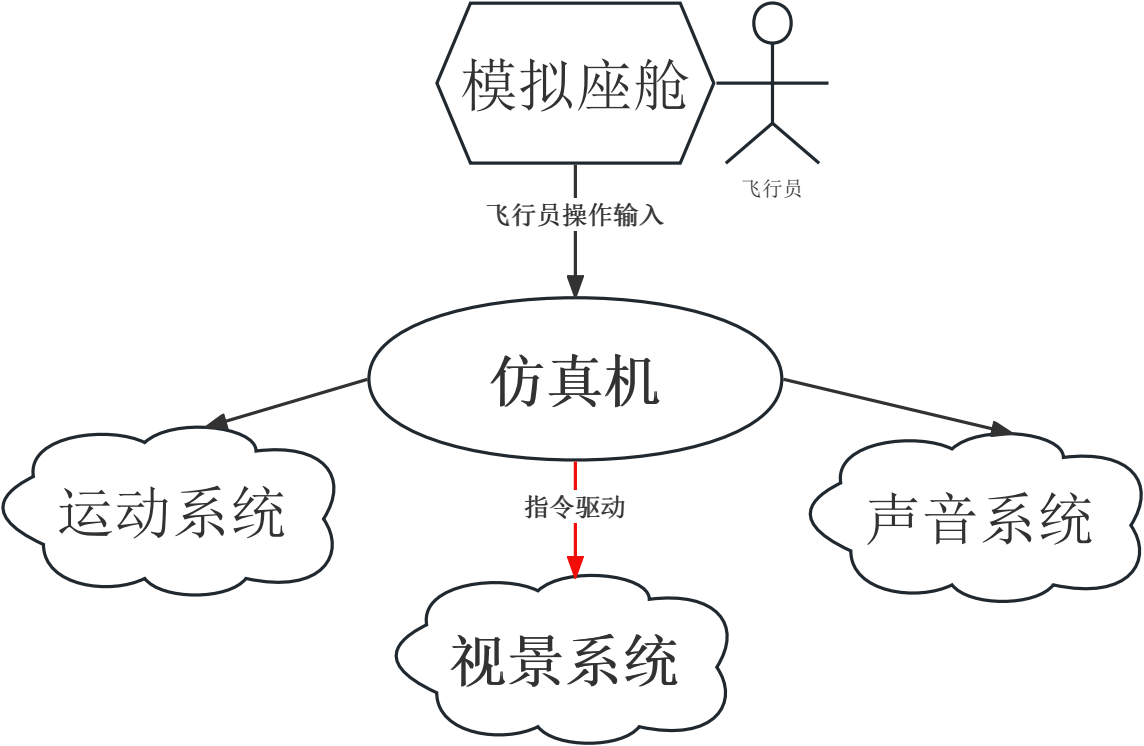 模拟座舱
飞行员
飞行员操作输入
仿真机
运动系统
指令驱动
声音系统
视景系统